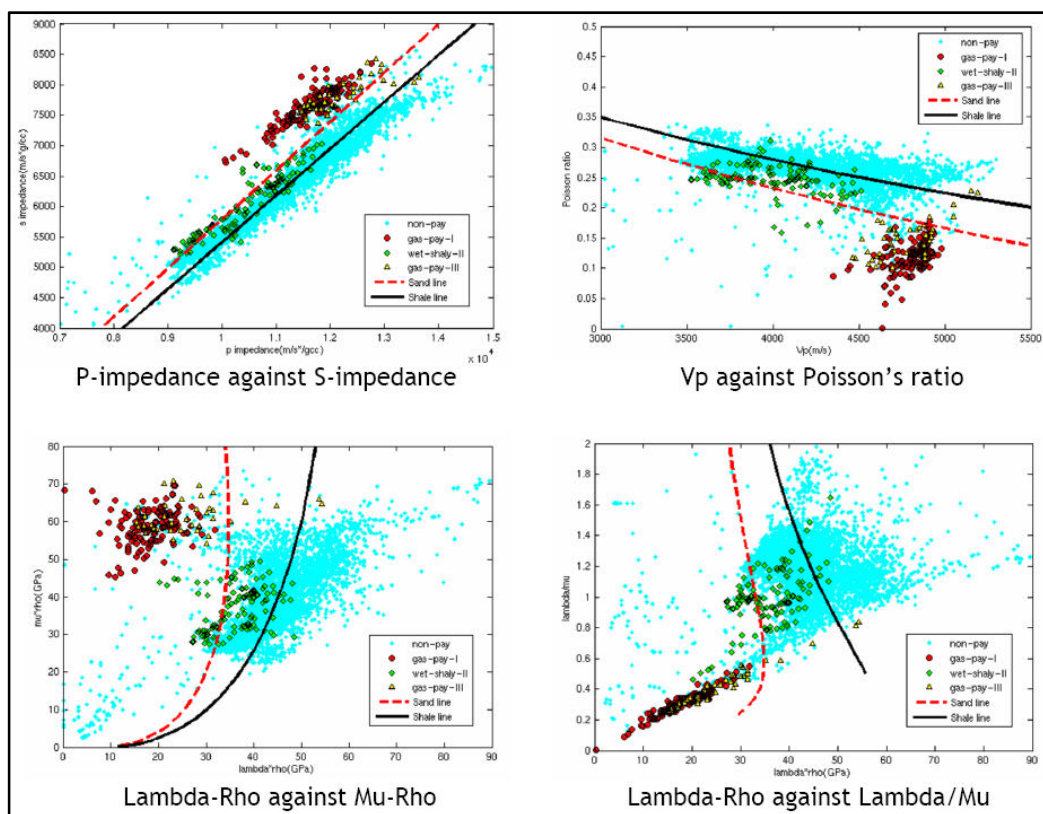 9000
8500
8000
7500
7000
6500
6000
5500
5000
4500
4000
s impedance(m/s*g/cc)
non-pay
gas-pay-I
wet-shaly-II
gas-pay-III
Sand line
Shale line
0.7 0.8 0.9 1 1.1 1.2 1.3 1.4 1.5
p impedance(m/s*/gcc)
x 10⁴
P-impedance against S-impedance
0.5
0.45
0.4
0.35
0.3
0.25
0.2
0.15
0.1
0.05
0
Poisson ratio
non-pay
gas-pay-I
wet-shaly-II
gas-pay-III
Sand line
Shale line
3000 3500 4000 4500 5000 5500
Vp(m/s)
Vp against Poisson's ratio
80
70
60
50
40
30
20
10
0
mu*rho(GPa)
non-pay
gas-pay-I
wet-shaly-II
gas-pay-III
Sand line
Shale line
0 10 20 30 40 50 60 70 80 90
lambda*rho(GPa)
Lambda-Rho against Mu-Rho
2
1.8
1.6
1.4
1.2
1
0.8
0.6
0.4
0.2
0
lambda/mu
non-pay
gas-pay-I
wet-shaly-II
gas-pay-III
Sand line
Shale line
0 10 20 30 40 50 60 70 80 90
lambda*rho(GPa)
Lambda-Rho against Lambda/Mu